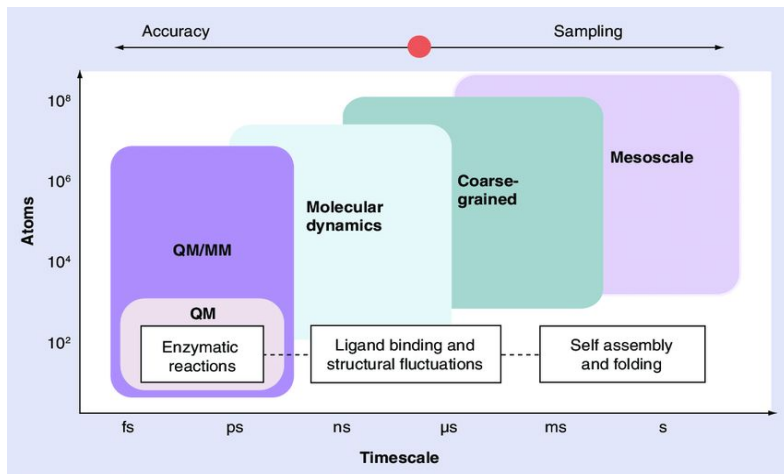 Accuracy
Sampling
Atoms
10⁸
10⁶
10⁴
10²
Mesoscale
Coarse-
grained
Molecular
dynamics
QM/MM
QM
Enzymatic
reactions
Ligand binding and
structural fluctuations
Self assembly
and folding
fs
ps
ns
µs
ms
s
Timescale